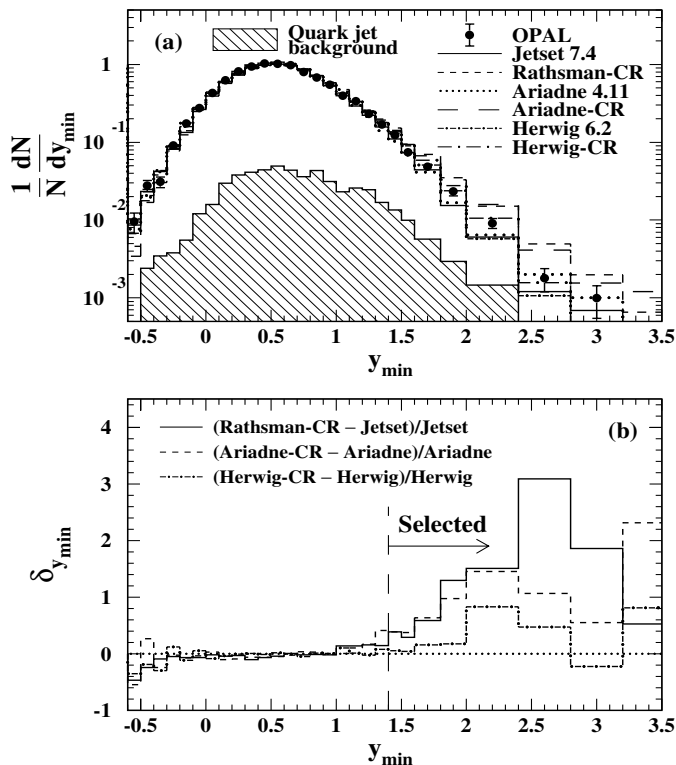 (a)
Quark jet
background
OPAL
Jetset 7.4
Rathsman-CR
Ariadne 4.11
Ariadne-CR
Herwig 6.2
Herwig-CR
1 dN
N dy_min
1
10^-1
10^-2
10^-3
-0.5 0 0.5 1 1.5 2 2.5 3 3.5
y_min
(b)
(Rathsman-CR – Jetset)/Jetset
(Ariadne-CR – Ariadne)/Ariadne
(Herwig-CR – Herwig)/Herwig
Selected
δ_y_min
4
3
2
1
0
-1
-0.5 0 0.5 1 1.5 2 2.5 3 3.5
y_min